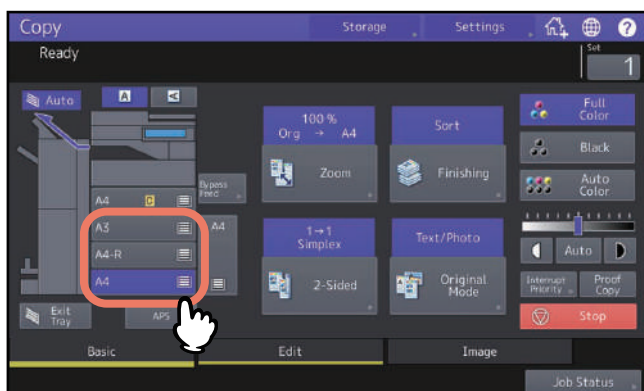 Copy
Storage
Settings
?
Ready
Set
1
Auto
A
A
100 %
Org → A4
Zoom
Sort
Finishing
Full
Color
Black
Auto
Color
A4
C
Bypass
Feed
A3
A4
A4-R
A4
1→1
Simplex
2-Sided
Text/Photo
Original
Mode
Auto
Interrupt
Priority
Proof
Copy
Exit
Tray
APS
Stop
Basic
Edit
Image
Job Status